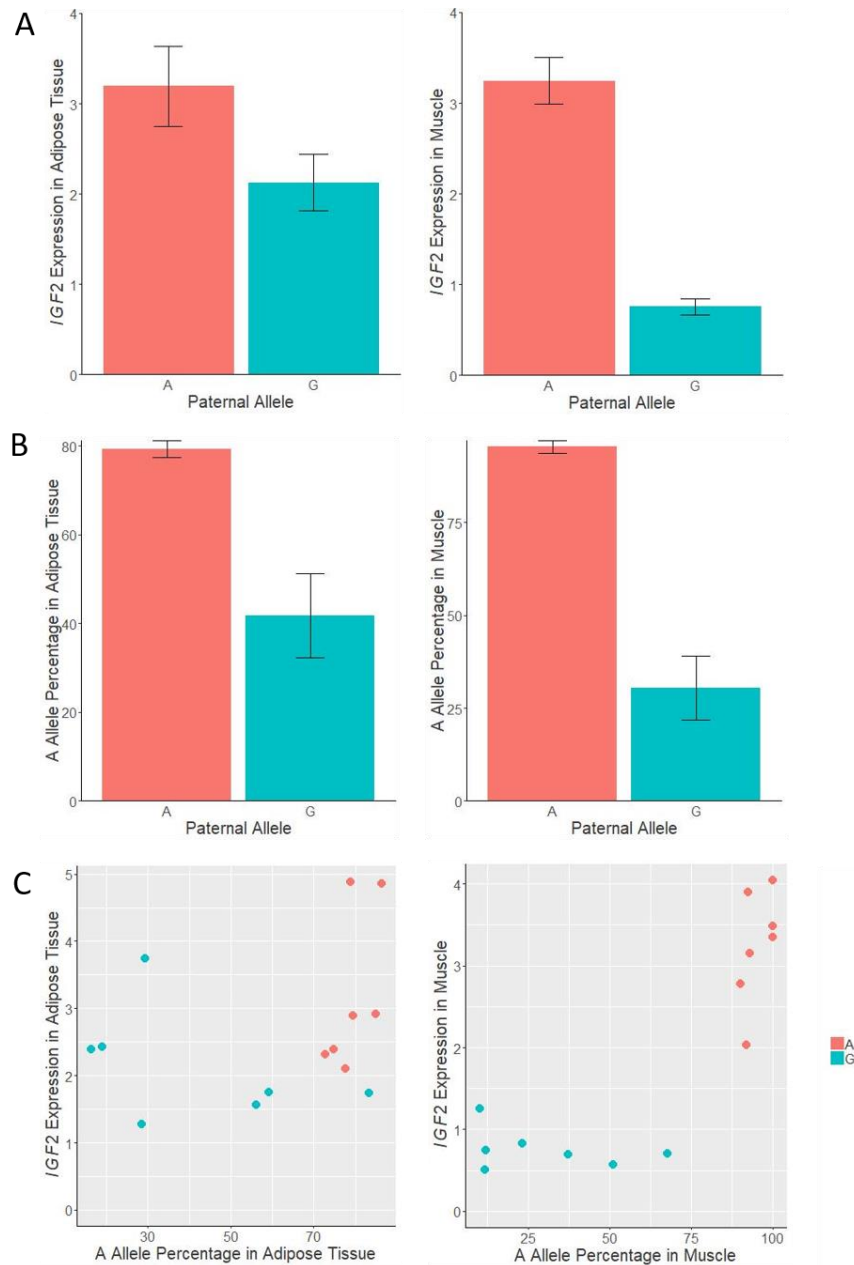 A
IGF2 Expression in Adipose Tissue
4
3
2
1
0
A
G
Paternal Allele
IGF2 Expression in Muscle
4
3
2
1
0
A
G
Paternal Allele
B
A Allele Percentage in Adipose Tissue
80
60
40
20
0
A
G
Paternal Allele
A Allele Percentage in Muscle
75
50
25
0
A
G
Paternal Allele
C
IGF2 Expression in Adipose Tissue
5
4
3
2
1
0
30
50
70
A Allele Percentage in Adipose Tissue
IGF2 Expression in Muscle
4
3
2
1
0
25
50
75
100
A Allele Percentage in Muscle
A
G